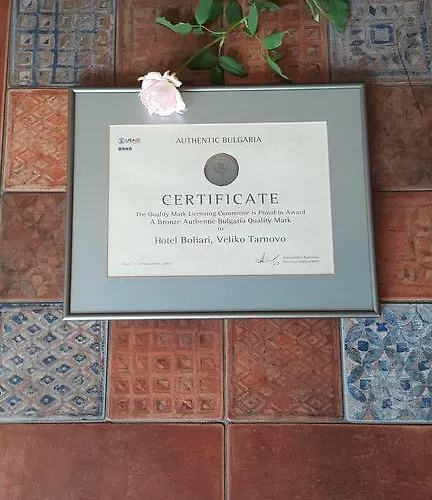 USAID
AUTHENTIC BULGARIA
CERTIFICATE
The Quality Mark Licensing Committee is Proud to Award
A Bronze Authentic Bulgaria Quality Mark
to
Hotel Boliari, Veliko Tarnovo